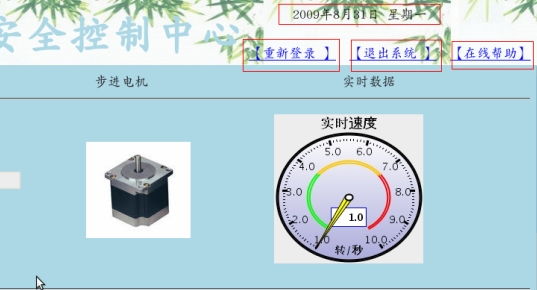 2009年8月31日 星期一
安全控制中心
【重新登录 】 【退出系统 】 【在线帮助】
步进电机 实时数据
实时速度
5.0 6.0
4.0 7.0
3.0 8.0
2.0 1.0 9.0
1.0 转/秒 10.0